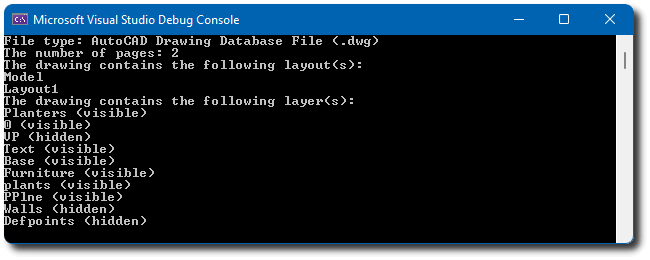 Microsoft Visual Studio Debug Console
File type: AutoCAD Drawing Database File (.dwg)
The number of pages: 2
The drawing contains the following layout(s):
Model
Layout1
The drawing contains the following layer(s):
Planters (visible)
0 (visible)
VP (hidden)
Text (visible)
Base (visible)
Furniture (visible)
plants (visible)
PPlne (visible)
Walls (hidden)
Defpoints (hidden)